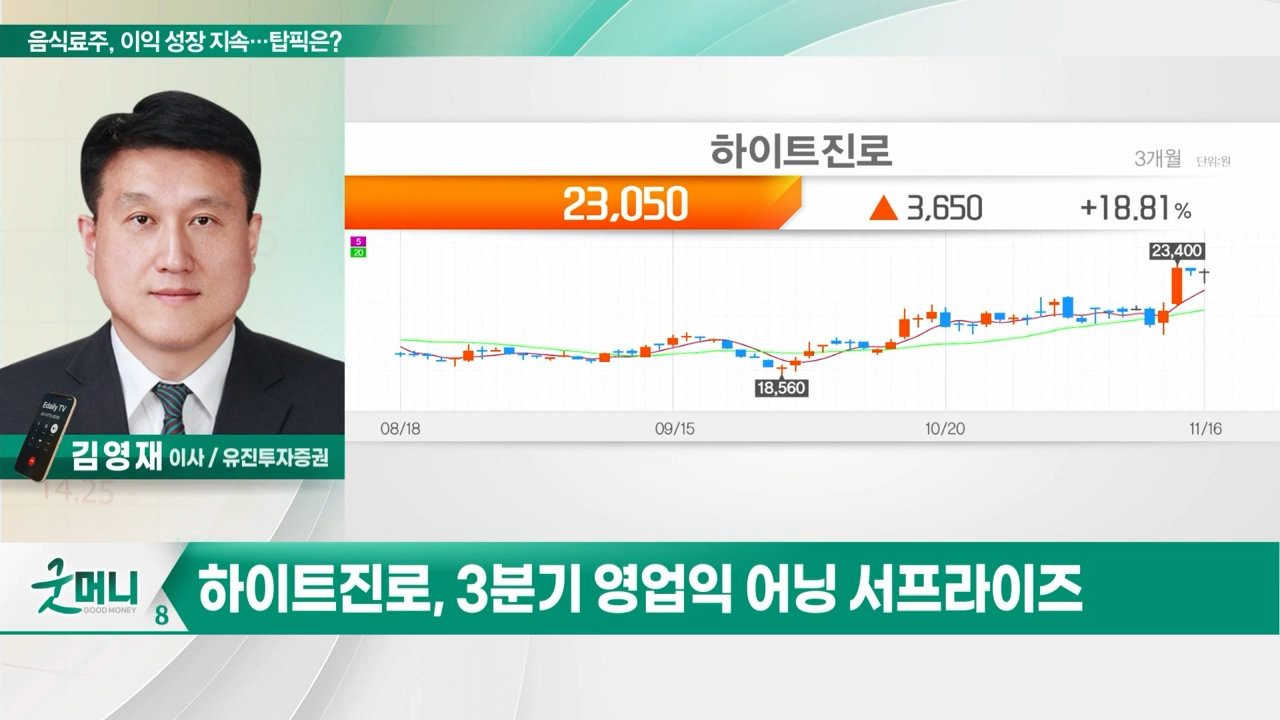 음식료주, 이익 성장 지속…탑픽은?
하이트진로
3개월 단위:원
23,050 ▲ 3,650 +18.81%
5
20
23,400
18,560
08/18 09/15 10/20 11/16
Edaily TV
김영재 이사 / 유진투자증권
14.25
굿머니
GOOD MONEY
8
하이트진로, 3분기 영업익 어닝 서프라이즈